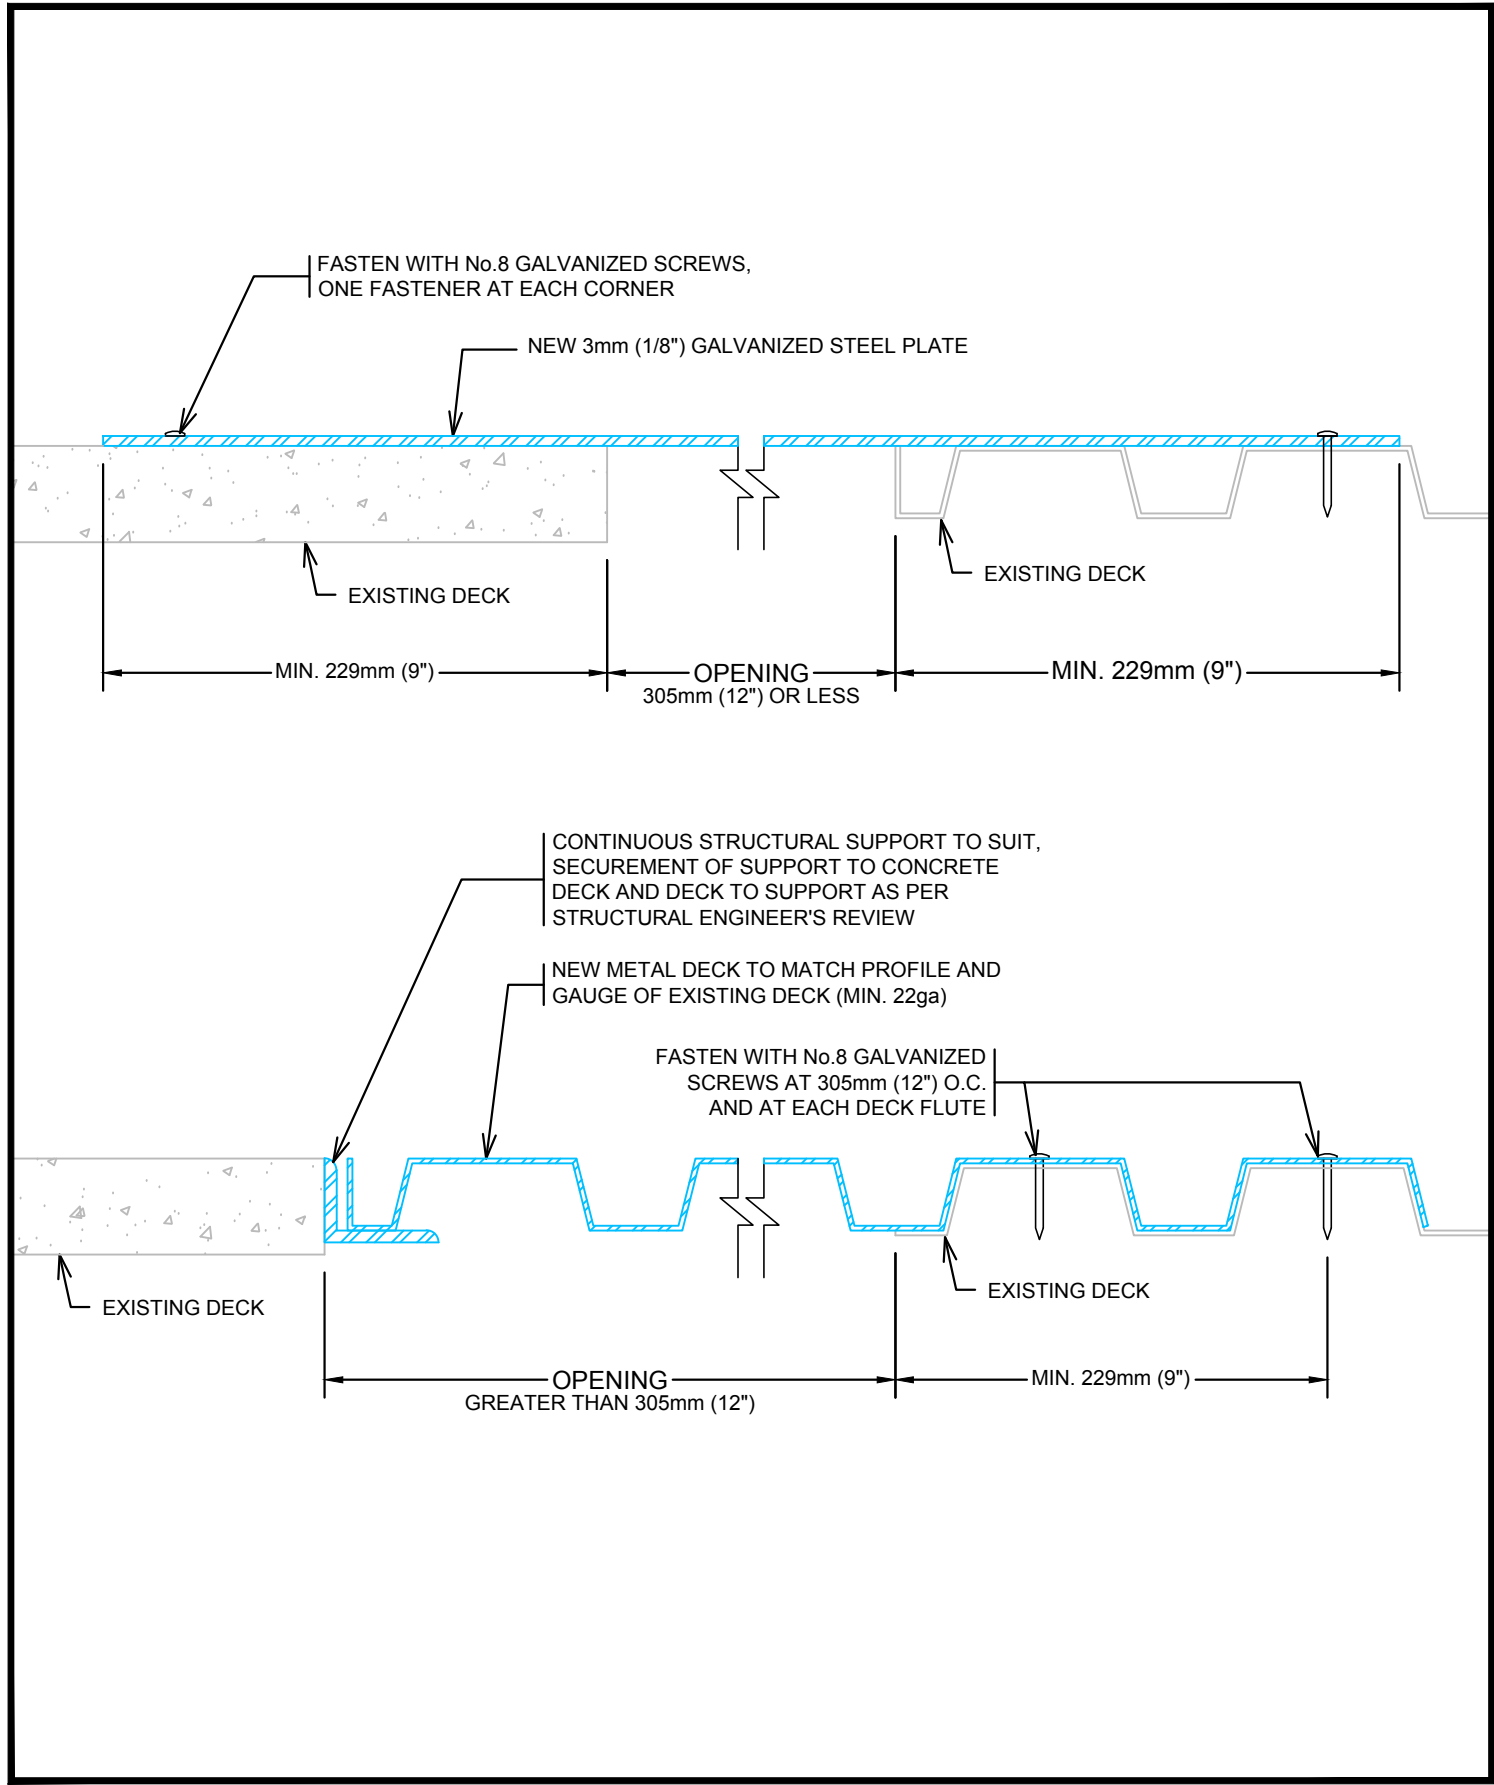 FASTEN WITH No.8 GALVANIZED SCREWS,
ONE FASTENER AT EACH CORNER
NEW 3mm (1/8") GALVANIZED STEEL PLATE
EXISTING DECK
EXISTING DECK
MIN. 229mm (9")
OPENING
305mm (12") OR LESS
MIN. 229mm (9")
CONTINUOUS STRUCTURAL SUPPORT TO SUIT,
SECUREMENT OF SUPPORT TO CONCRETE
DECK AND DECK TO SUPPORT AS PER
STRUCTURAL ENGINEER'S REVIEW
NEW METAL DECK TO MATCH PROFILE AND
GAUGE OF EXISTING DECK (MIN. 22ga)
FASTEN WITH No.8 GALVANIZED
SCREWS AT 305mm (12") O.C.
AND AT EACH DECK FLUTE
EXISTING DECK
EXISTING DECK
OPENING
GREATER THAN 305mm (12")
MIN. 229mm (9")